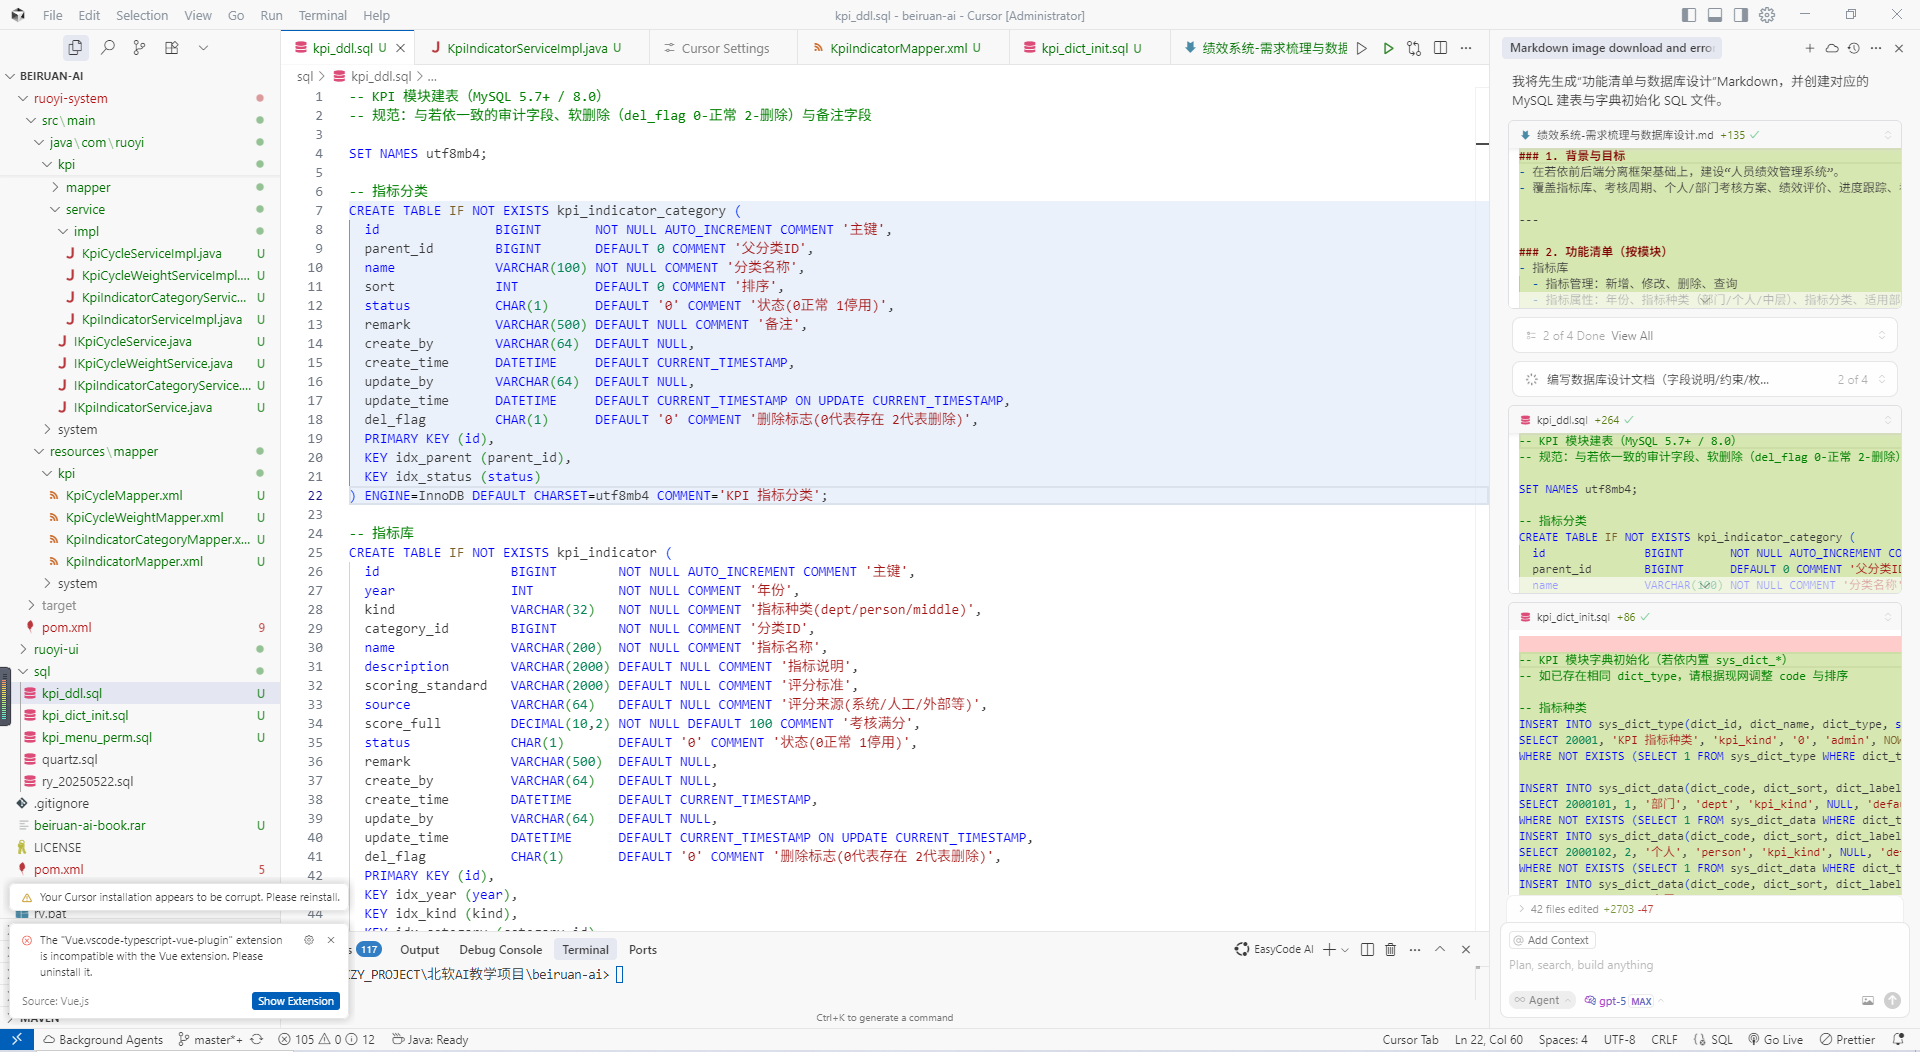 File Edit Selection View Go Run Terminal Help
kpi_ddl.sql - beiruan-ai - Cursor [Administrator]
kpi_ddl.sql U
KpiIndicatorServiceImpl.java U
Cursor Settings
KpiIndicatorMapper.xml U
kpi_dict_init.sql U
绩效系统-需求梳理与数据
BEIRUAN-AI
ruoyi-system
src\main
java\com\ruoyi
kpi
mapper
service
impl
KpiCycleServiceImpl.java U
KpiCycleWeightServiceImpl.... U
KpiIndicatorCategoryServic... U
KpiIndicatorServiceImpl.java U
IKpiCycleService.java U
IKpiCycleWeightService.java U
IKpiIndicatorCategoryService.... U
IKpiIndicatorService.java U
system
resources\mapper
kpi
KpiCycleMapper.xml U
KpiCycleWeightMapper.xml U
KpiIndicatorCategoryMapper.x... U
KpiIndicatorMapper.xml U
system
target
pom.xml 9
ruoyi-ui
sql
kpi_ddl.sql U
kpi_dict_init.sql U
kpi_menu_perm.sql U
quartz.sql
ry_20250522.sql
.gitignore
beiruan-ai-book.rar U
LICENSE
pom.xml 5
Your Cursor installation appears to be corrupt. Please reinstall.
ry.bat
The "Vue.vscode-typescript-vue-plugin" extension
is incompatible with the Vue extension. Please
uninstall it.
Source: Vue.js
Show Extension
MAVEN
sql > kpi_ddl.sql > ...
1 -- KPI 模块建表（MySQL 5.7+ / 8.0）
2 -- 规范：与若依一致的审计字段、软删除（del_flag 0-正常 2-删除）与备注字段
3
4 SET NAMES utf8mb4;
5
6 -- 指标分类
7 CREATE TABLE IF NOT EXISTS kpi_indicator_category (
8 id BIGINT NOT NULL AUTO_INCREMENT COMMENT '主键',
9 parent_id BIGINT DEFAULT 0 COMMENT '父分类ID',
10 name VARCHAR(100) NOT NULL COMMENT '分类名称',
11 sort INT DEFAULT 0 COMMENT '排序',
12 status CHAR(1) DEFAULT '0' COMMENT '状态(0正常 1停用)',
13 remark VARCHAR(500) DEFAULT NULL COMMENT '备注',
14 create_by VARCHAR(64) DEFAULT NULL,
15 create_time DATETIME DEFAULT CURRENT_TIMESTAMP,
16 update_by VARCHAR(64) DEFAULT NULL,
17 update_time DATETIME DEFAULT CURRENT_TIMESTAMP ON UPDATE CURRENT_TIMESTAMP,
18 del_flag CHAR(1) DEFAULT '0' COMMENT '删除标志(0代表存在 2代表删除)',
19 PRIMARY KEY (id),
20 KEY idx_parent (parent_id),
21 KEY idx_status (status)
22 ) ENGINE=InnoDB DEFAULT CHARSET=utf8mb4 COMMENT='KPI 指标分类';
23
24 -- 指标库
25 CREATE TABLE IF NOT EXISTS kpi_indicator (
26 id BIGINT NOT NULL AUTO_INCREMENT COMMENT '主键',
27 year INT NOT NULL COMMENT '年份',
28 kind VARCHAR(32) NOT NULL COMMENT '指标种类(dept/person/middle)',
29 category_id BIGINT NOT NULL COMMENT '分类ID',
30 name VARCHAR(200) NOT NULL COMMENT '指标名称',
31 description VARCHAR(2000) DEFAULT NULL COMMENT '指标说明',
32 scoring_standard VARCHAR(2000) DEFAULT NULL COMMENT '评分标准',
33 source VARCHAR(64) DEFAULT NULL COMMENT '评分来源(系统/人工/外部等)',
34 score_full DECIMAL(10,2) NOT NULL DEFAULT 100 COMMENT '考核满分',
35 status CHAR(1) DEFAULT '0' COMMENT '状态(0正常 1停用)',
36 remark VARCHAR(500) DEFAULT NULL,
37 create_by VARCHAR(64) DEFAULT NULL,
38 create_time DATETIME DEFAULT CURRENT_TIMESTAMP,
39 update_by VARCHAR(64) DEFAULT NULL,
40 update_time DATETIME DEFAULT CURRENT_TIMESTAMP ON UPDATE CURRENT_TIMESTAMP,
41 del_flag CHAR(1) DEFAULT '0' COMMENT '删除标志(0代表存在 2代表删除)',
42 PRIMARY KEY (id),
KEY idx_year (year),
44 KEY idx_kind (kind),
KEY idx_category (category_id)
s 117 Output Debug Console Terminal Ports
EasyCode AI
ZY_PROJECT\北软AI教学项目\beiruan-ai>
Ctrl+K to generate a command
Markdown image download and erro
我将先生成“功能清单与数据库设计”Markdown，并创建对应的
MySQL 建表与字典初始化 SQL 文件。
绩效系统-需求梳理与数据库设计.md +135
### 1. 背景与目标
- 在若依前后端分离框架基础上，建设“人员绩效管理系统”。
- 覆盖指标库、考核周期、个人/部门考核方案、绩效评价、进度跟踪、
---
### 2. 功能清单（按模块）
- 指标库
- 指标管理：新增、修改、删除、查询
- 指标属性：年份、指标种类（部门/个人/中层）、指标分类、适用部
2 of 4 Done View All
编写数据库设计文档（字段说明/约束/枚... 2 of 4
kpi_ddl.sql +264
-- KPI 模块建表（MySQL 5.7+ / 8.0）
-- 规范：与若依一致的审计字段、软删除（del_flag 0-正常 2-删除）
SET NAMES utf8mb4;
-- 指标分类
CREATE TABLE IF NOT EXISTS kpi_indicator_category (
id BIGINT NOT NULL AUTO_INCREMENT CO
parent_id BIGINT DEFAULT 0 COMMENT '父分类ID
name VARCHAR(100) NOT NULL COMMENT '分类名称'
kpi_dict_init.sql +86
-- KPI 模块字典初始化（若依内置 sys_dict_*）
-- 如已存在相同 dict_type，请根据现网调整 code 与排序
-- 指标种类
INSERT INTO sys_dict_type(dict_id, dict_name, dict_type, s
SELECT 20001, 'KPI 指标种类', 'kpi_kind', '0', 'admin', NOW
WHERE NOT EXISTS (SELECT 1 FROM sys_dict_type WHERE dict_t
INSERT INTO sys_dict_data(dict_code, dict_sort, dict_label
SELECT 2000101, 1, '部门', 'dept', 'kpi_kind', NULL, 'defau
WHERE NOT EXISTS (SELECT 1 FROM sys_dict_data WHERE dict_t
INSERT INTO sys_dict_data(dict_code, dict_sort, dict_label
SELECT 2000102, 2, '个人', 'person', 'kpi_kind', NULL, 'de
WHERE NOT EXISTS (SELECT 1 FROM sys_dict_data WHERE dict_t
INSERT INTO sys_dict_data(dict_code, dict_sort, dict_label
42 files edited +2703 -47
@ Add Context
Plan, search, build anything
Agent gpt-5 MAX
Background Agents master*+ 105 0 12 Java: Ready
Cursor Tab Ln 22, Col 60 Spaces: 4 UTF-8 CRLF SQL Go Live Prettier